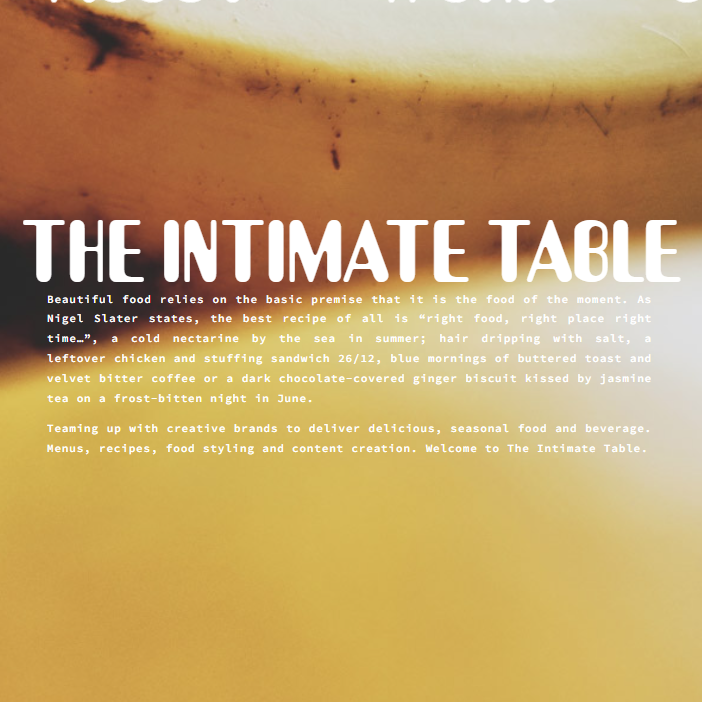 THE INTIMATE TABLE
Beautiful food relies on the basic premise that it is the food of the moment. As
Nigel Slater states, the best recipe of all is “right food, right place right
time…”, a cold nectarine by the sea in summer; hair dripping with salt, a
leftover chicken and stuffing sandwich 26/12, blue mornings of buttered toast and
velvet bitter coffee or a dark chocolate-covered ginger biscuit kissed by jasmine
tea on a frost-bitten night in June.
Teaming up with creative brands to deliver delicious, seasonal food and beverage.
Menus, recipes, food styling and content creation. Welcome to The Intimate Table.